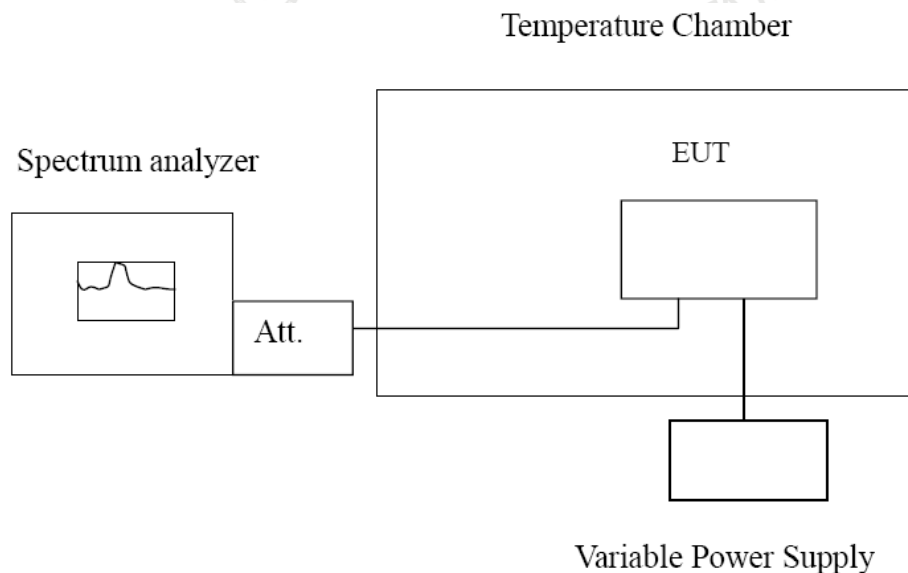 Temperature Chamber
EUT
Spectrum analyzer
Att.
Variable Power Supply